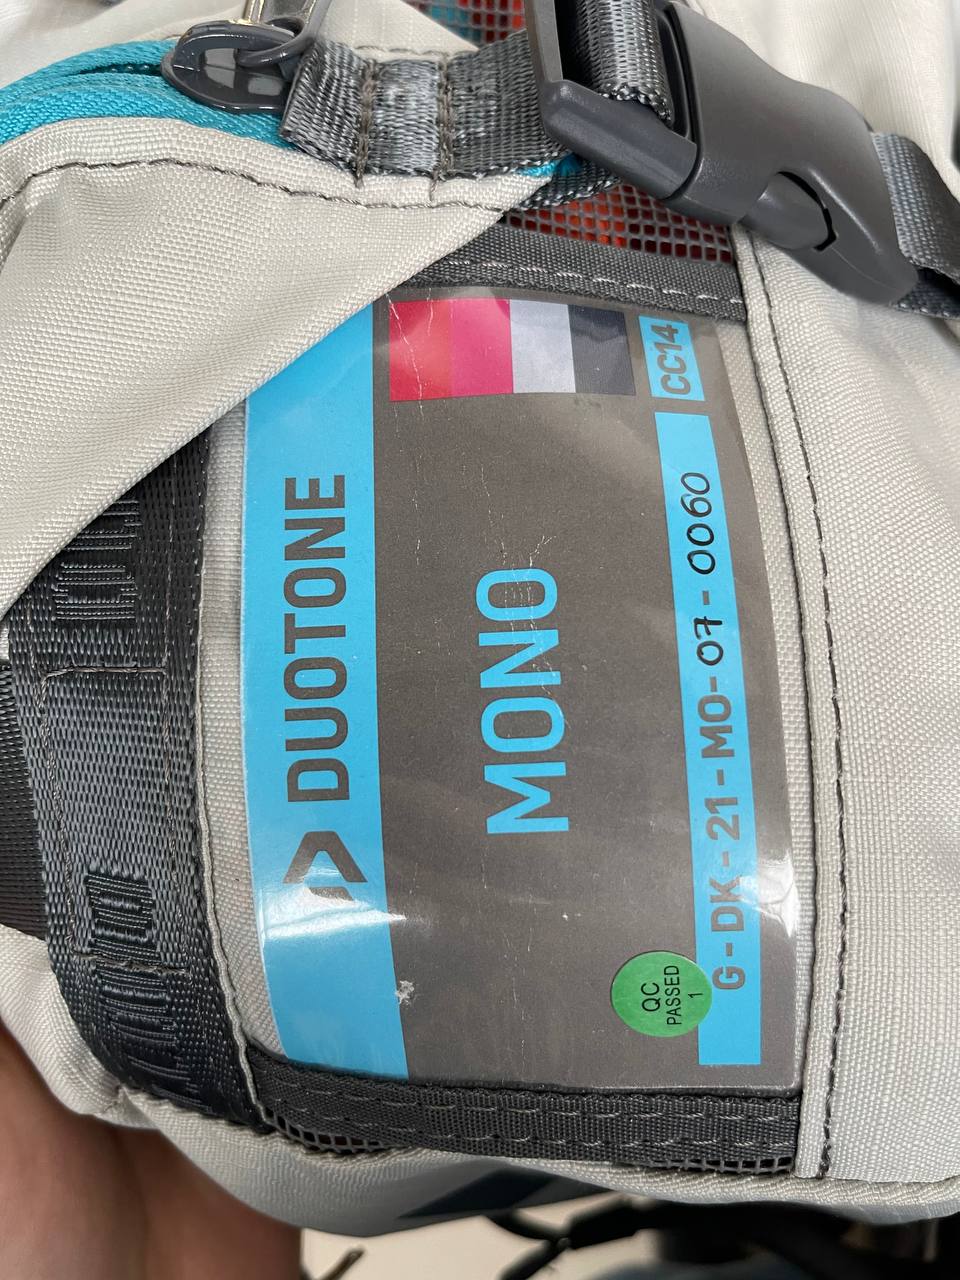 DUOTONE
MONO
G-DK-21-MO-07-0060
CC14
QC
PASSED
1